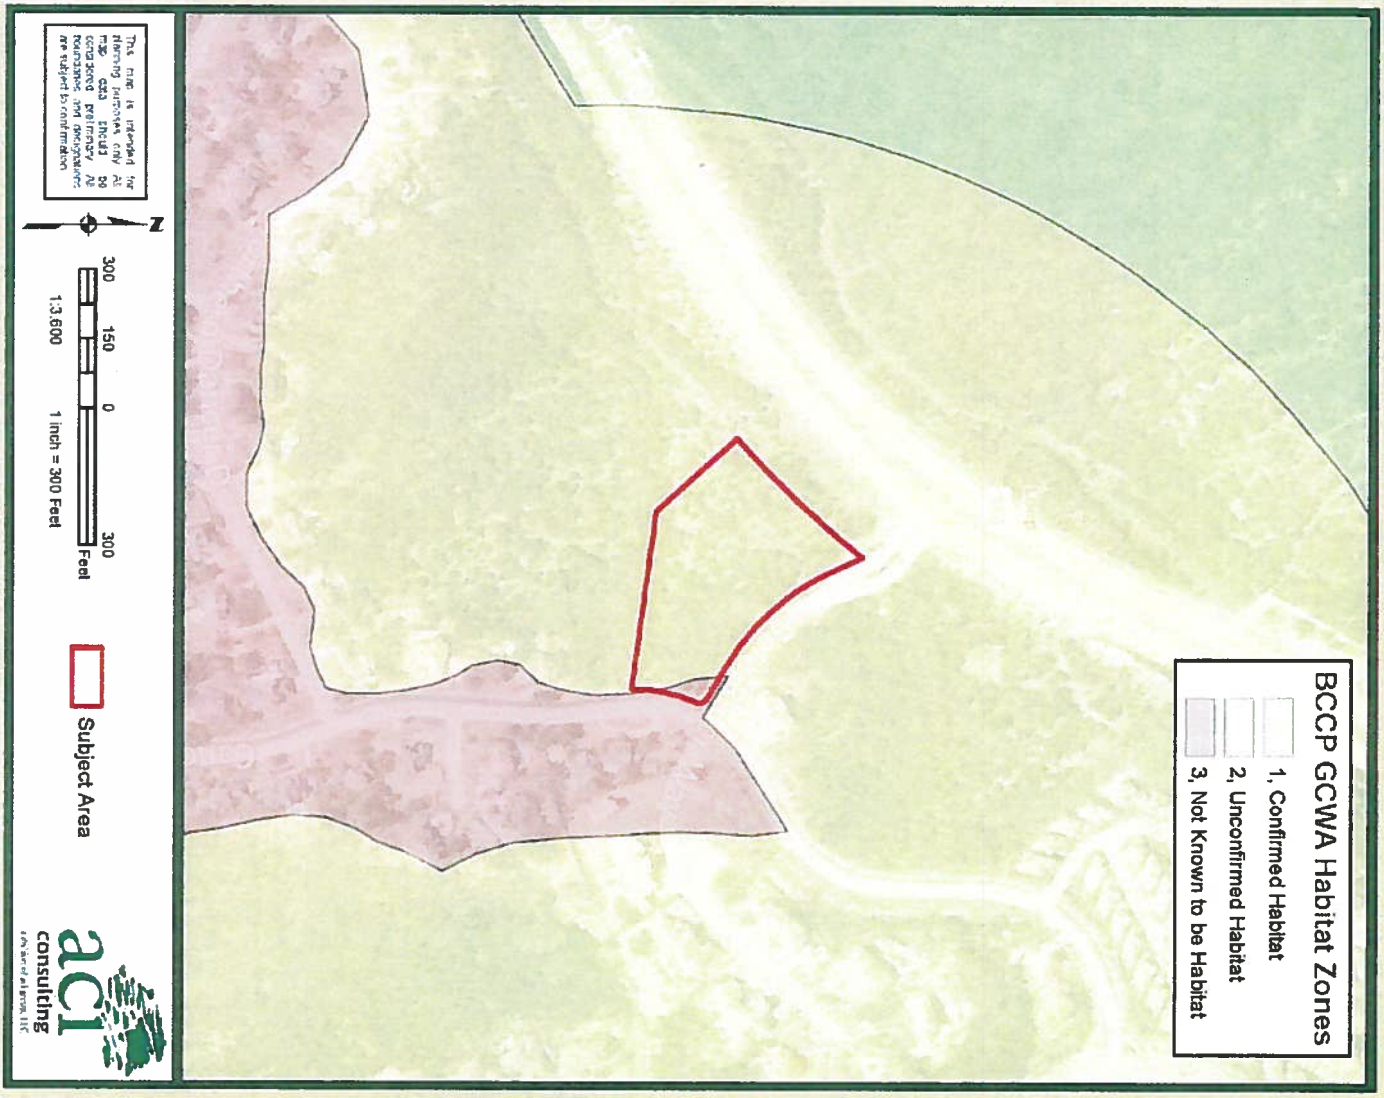 BCCP GCWA Habitat Zones
1, Confirmed Habitat
2, Unconfirmed Habitat
3, Not Known to be Habitat
This map is intended for
planning purposes only All
map data should be
considered preliminary All
boundaries and designations
are subject to confirmation
N
300 150 0 300
Feet
1:3,600 1 inch = 300 Feet
Subject Area
aci
consulting